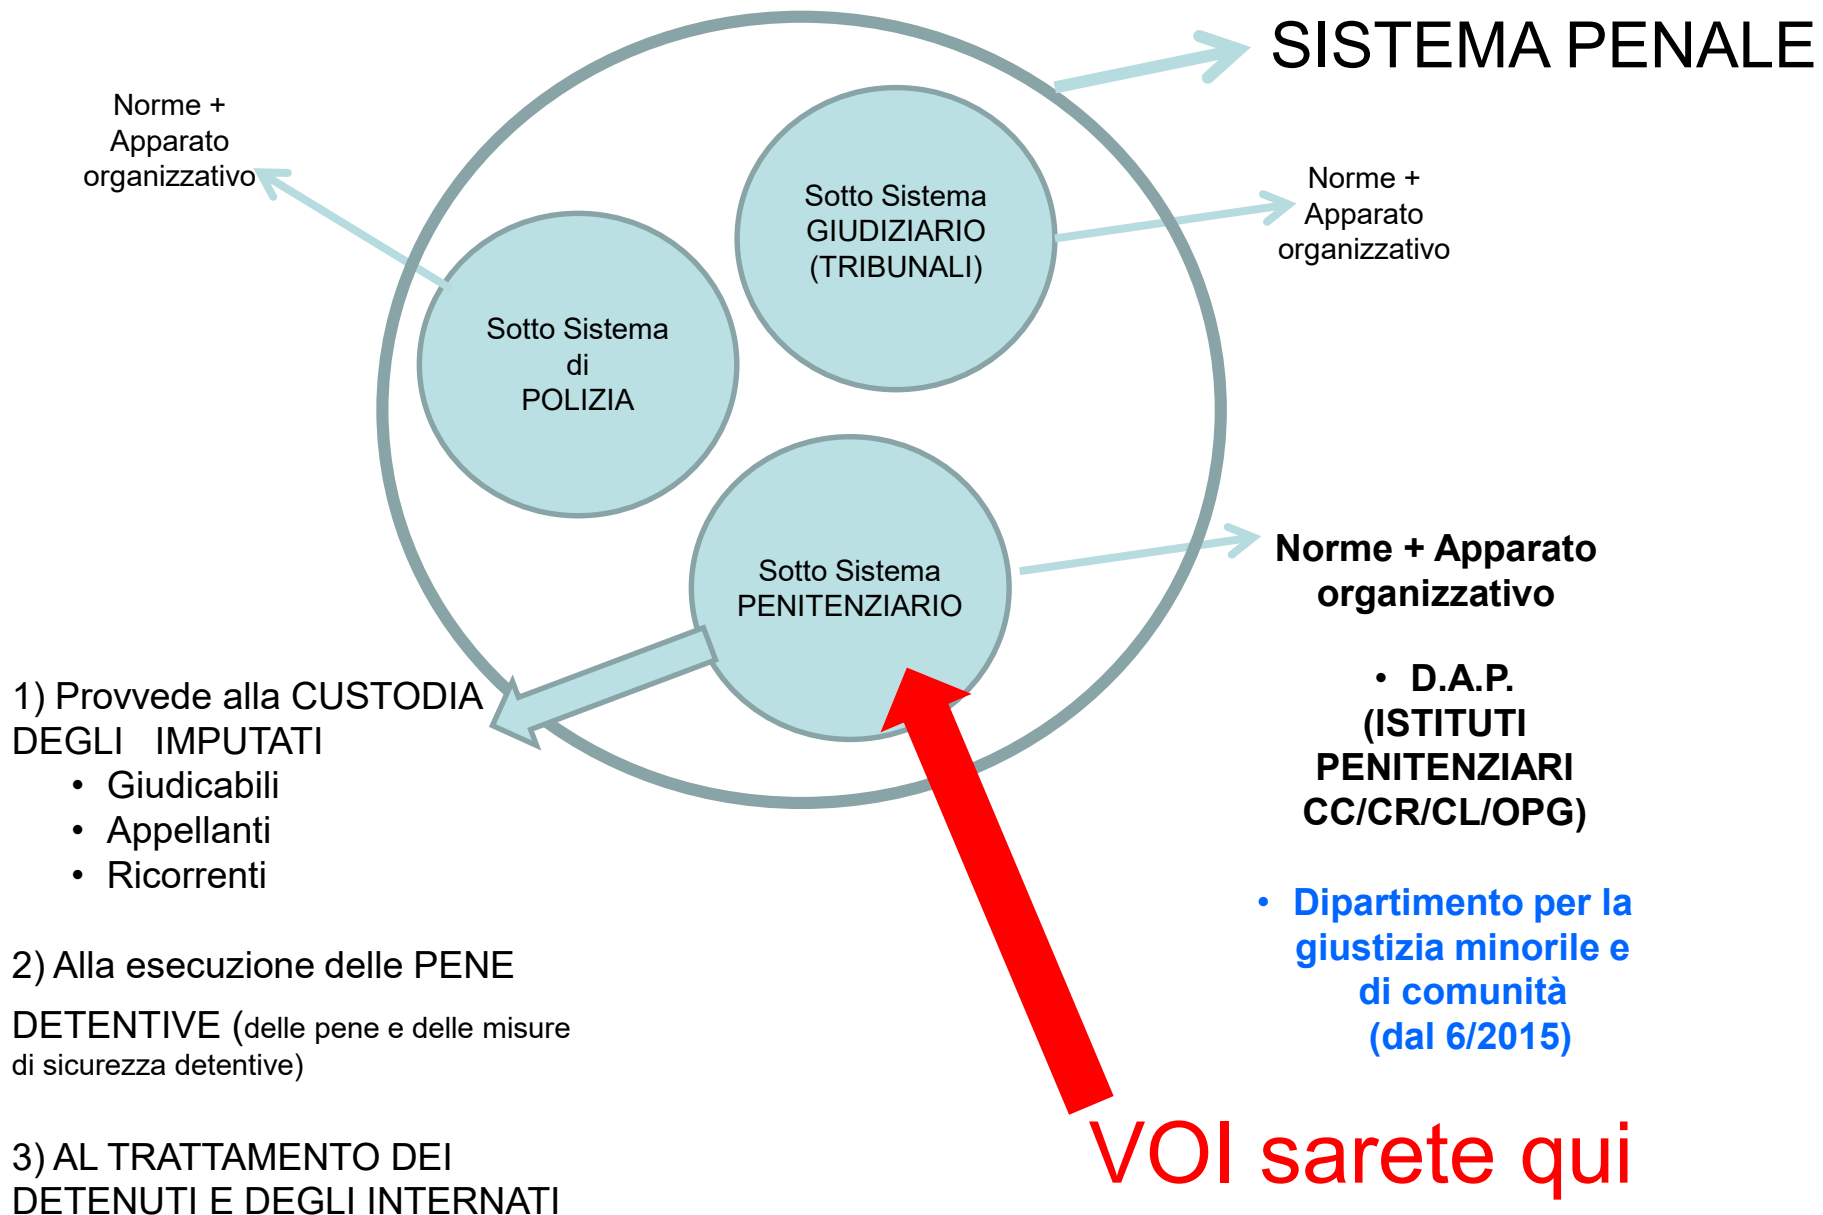 SISTEMA PENALE
Norme +
Apparato
organizzativo
Sotto Sistema
GIUDIZIARIO
(TRIBUNALI)
Norme +
Apparato
organizzativo
Sotto Sistema
di
POLIZIA
Sotto Sistema
PENITENZIARIO
Norme + Apparato
organizzativo
• D.A.P.
(ISTITUTI
PENITENZIARI
CC/CR/CL/OPG)
• Dipartimento per la
giustizia minorile e
di comunità
(dal 6/2015)
1) Provvede alla CUSTODIA
DEGLI IMPUTATI
• Giudicabili
• Appellanti
• Ricorrenti
2) Alla esecuzione delle PENE
DETENTIVE (delle pene e delle misure
di sicurezza detentive)
3) AL TRATTAMENTO DEI
DETENUTI E DEGLI INTERNATI
VOI sarete qui